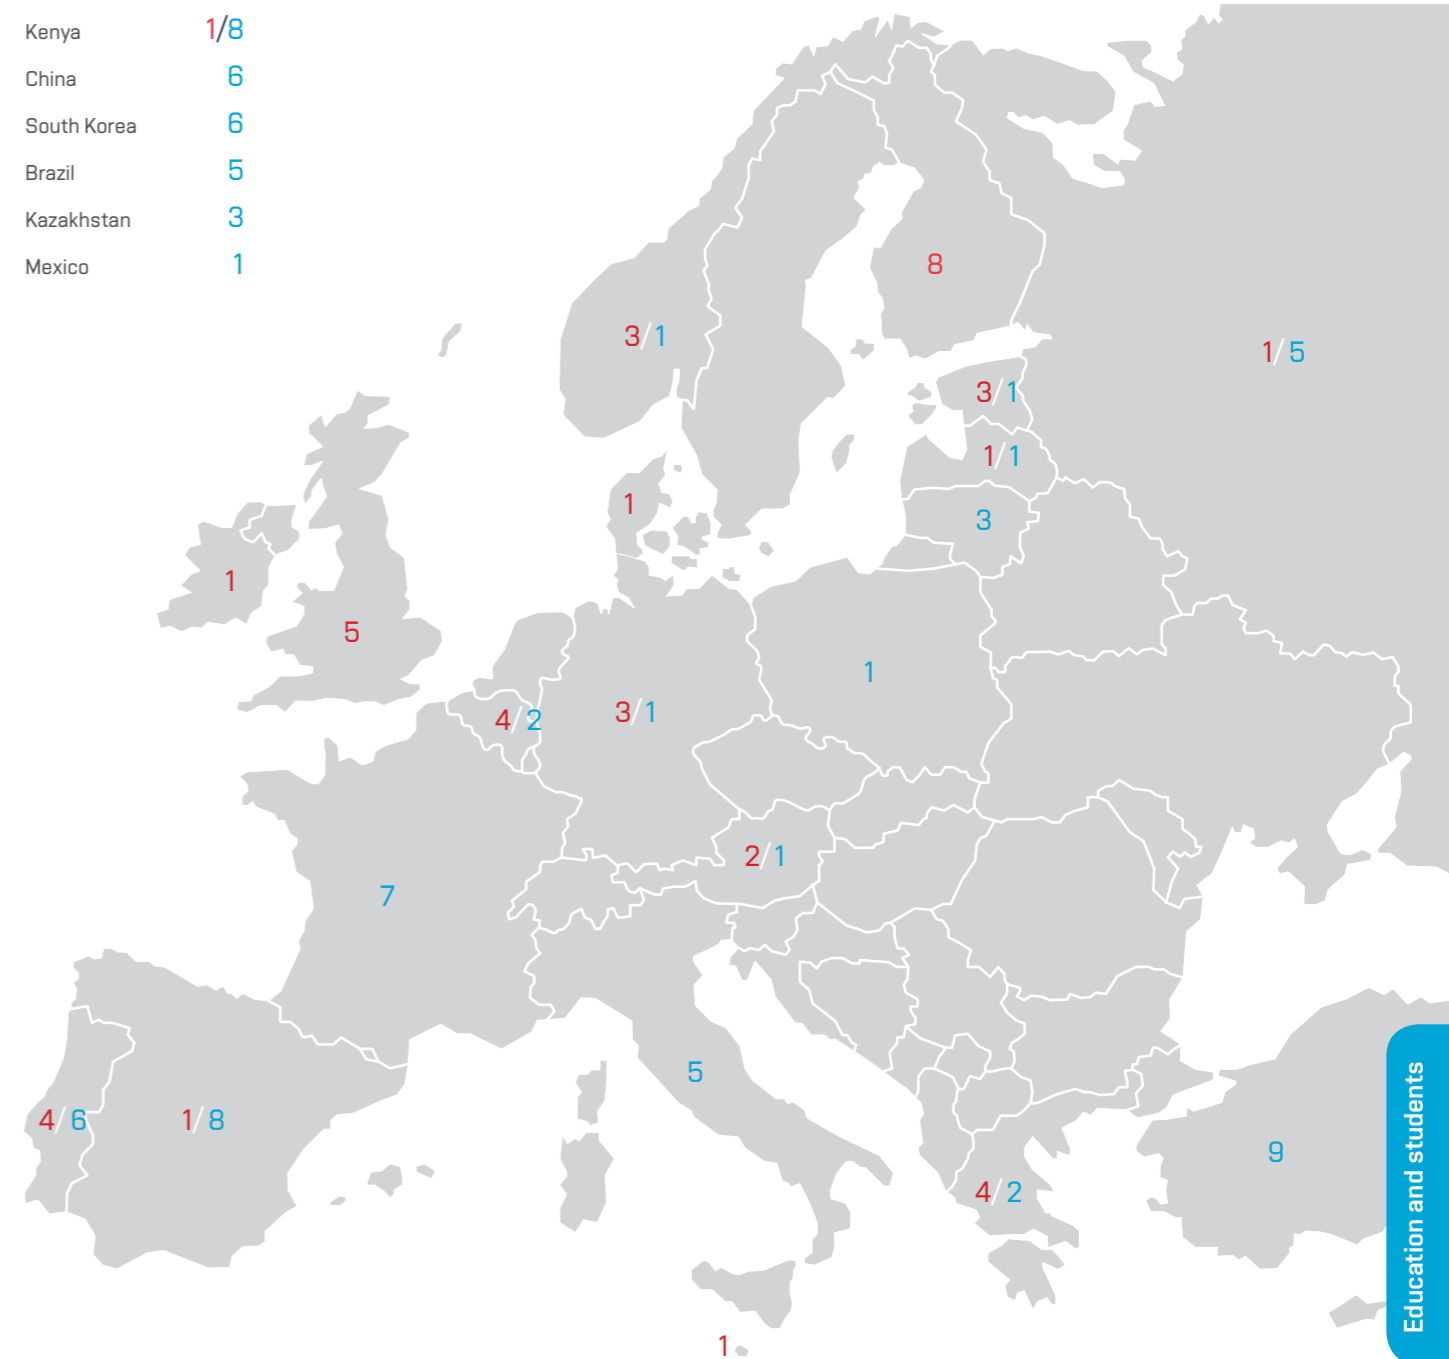 Kenya 1/8
China 6
South Korea 6
Brazil 5
Kazakhstan 3
Mexico 1
8
3/1
1/5
3/1
1/1
1
3
1
5
1
4/2
3/1
2/1
7
5
4/6
1/8
9
4/2
1
Education and students